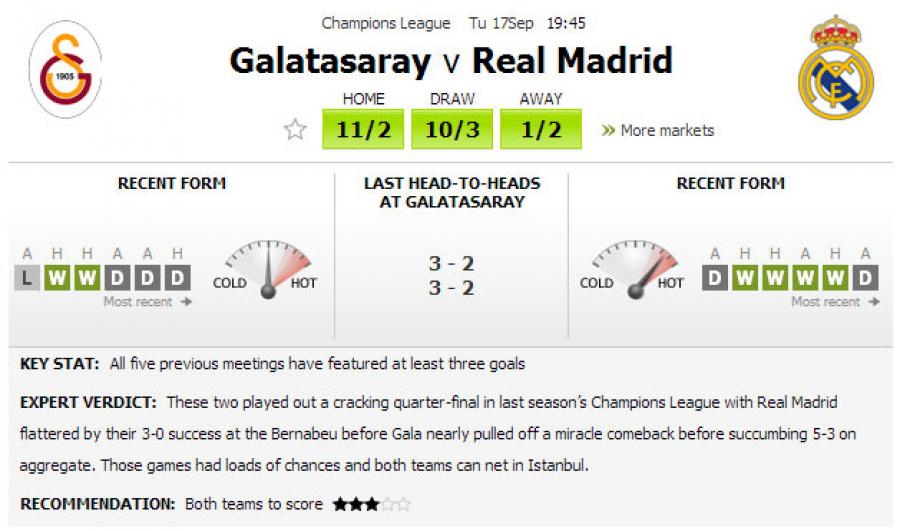 Champions League Tu 17Sep 19:45
Galatasaray v Real Madrid
HOME DRAW AWAY
11/2 10/3 1/2 » More markets
1905
RECENT FORM
A H H A A H
L W W D D D
Most recent →
COLD HOT
LAST HEAD-TO-HEADS
AT GALATASARAY
3 - 2
3 - 2
RECENT FORM
COLD HOT
A H H A H A
D W W W W D
Most recent →
KEY STAT: All five previous meetings have featured at least three goals
EXPERT VERDICT: These two played out a cracking quarter-final in last season's Champions League with Real Madrid
flattered by their 3-0 success at the Bernabeu before Gala nearly pulled off a miracle comeback before succumbing 5-3 on
aggregate. Those games had loads of chances and both teams can net in Istanbul.
RECOMMENDATION: Both teams to score ★★★☆☆